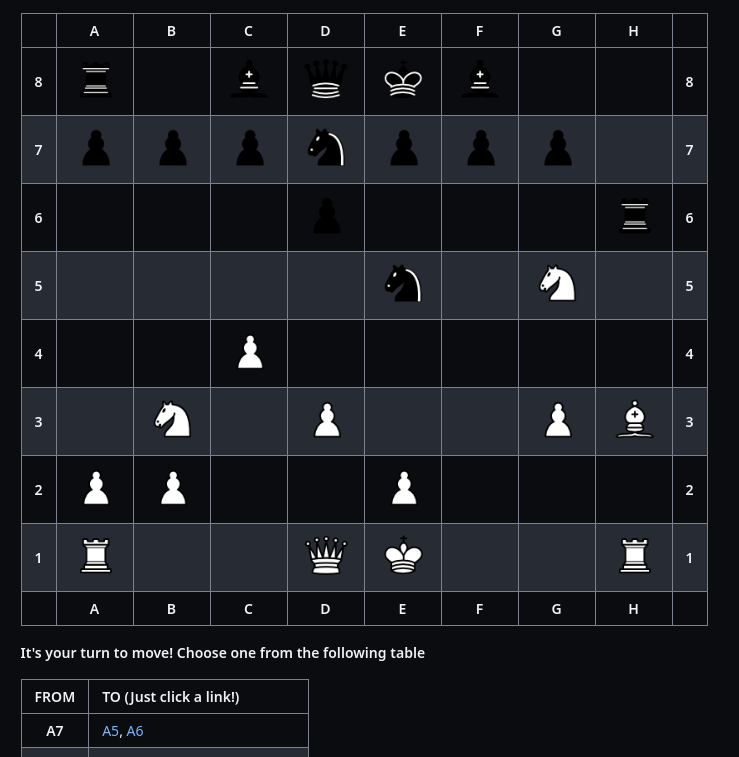 A B C D E F G H
8 8
7 7
6 6
5 5
4 4
3 3
2 2
1 1
A B C D E F G H
It's your turn to move! Choose one from the following table
FROM TO (Just click a link!)
A7 A5, A6